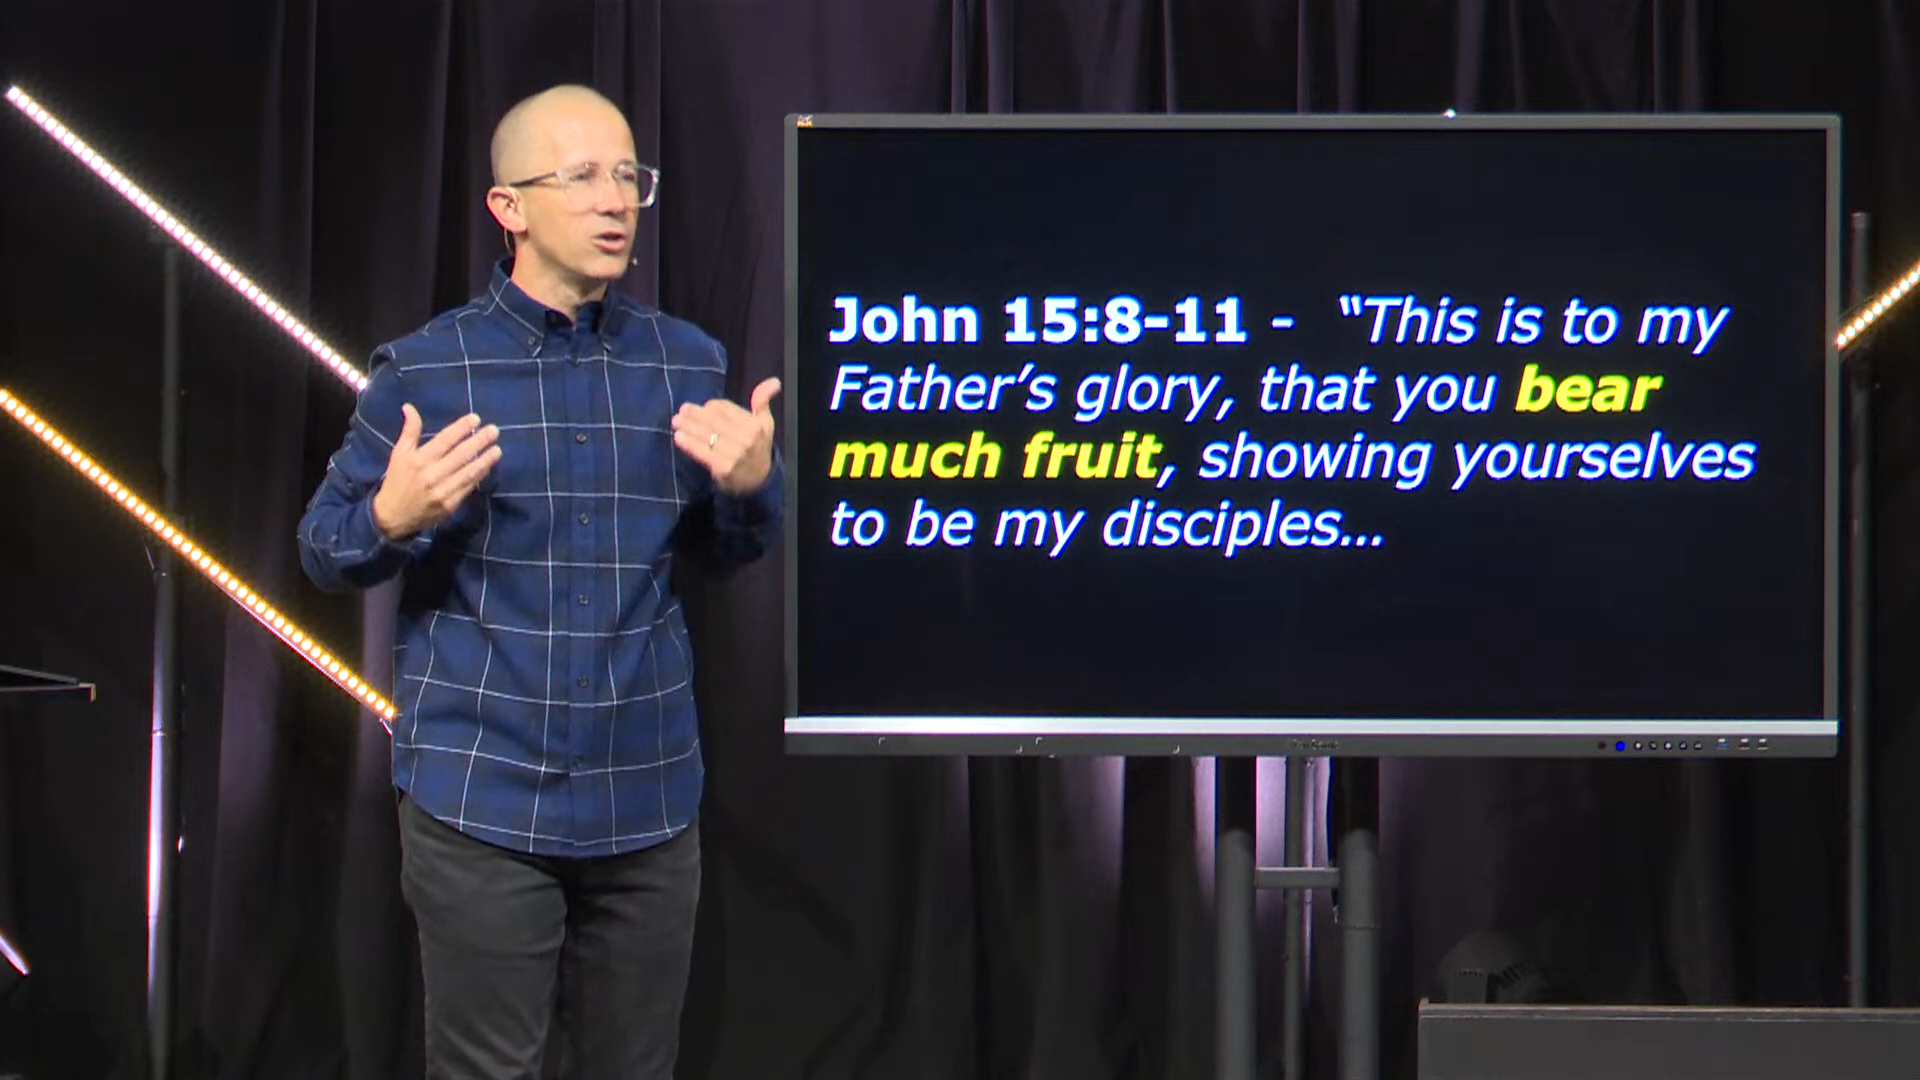 John 15:8-11 - “This is to my
Father’s glory, that you bear
much fruit, showing yourselves
to be my disciples...